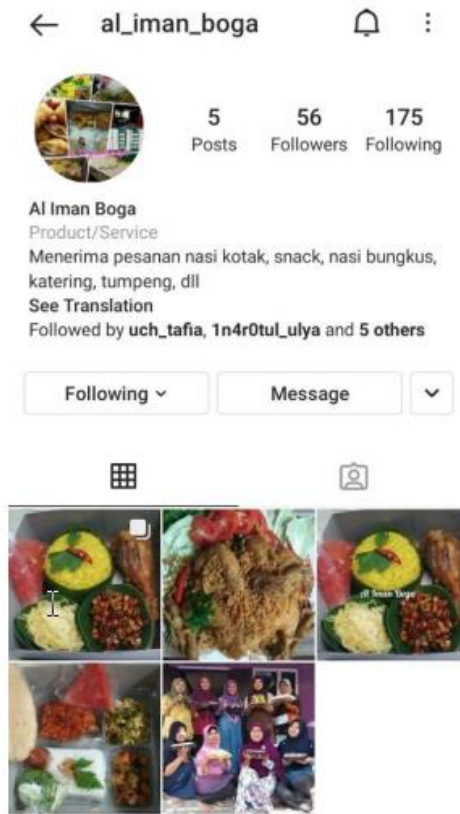 al_iman_boga
5 56 175
Posts Followers Following
Al Iman Boga
Product/Service
Menerima pesanan nasi kotak, snack, nasi bungkus,
katering, tumpeng, dll
See Translation
Followed by uch_tafia, 1n4r0tul_ulya and 5 others
Following Message
Al Iman Boga